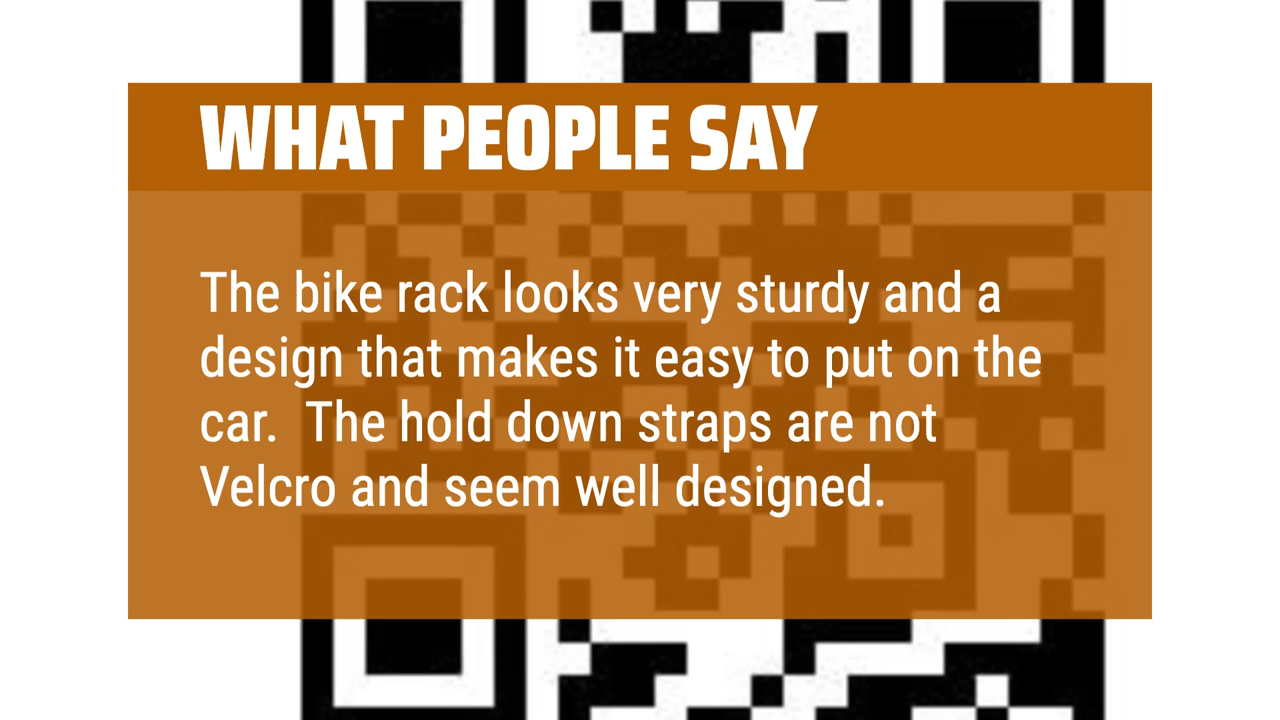 WHAT PEOPLE SAY
The bike rack looks very sturdy and a
design that makes it easy to put on the
car.  The hold down straps are not
Velcro and seem well designed.